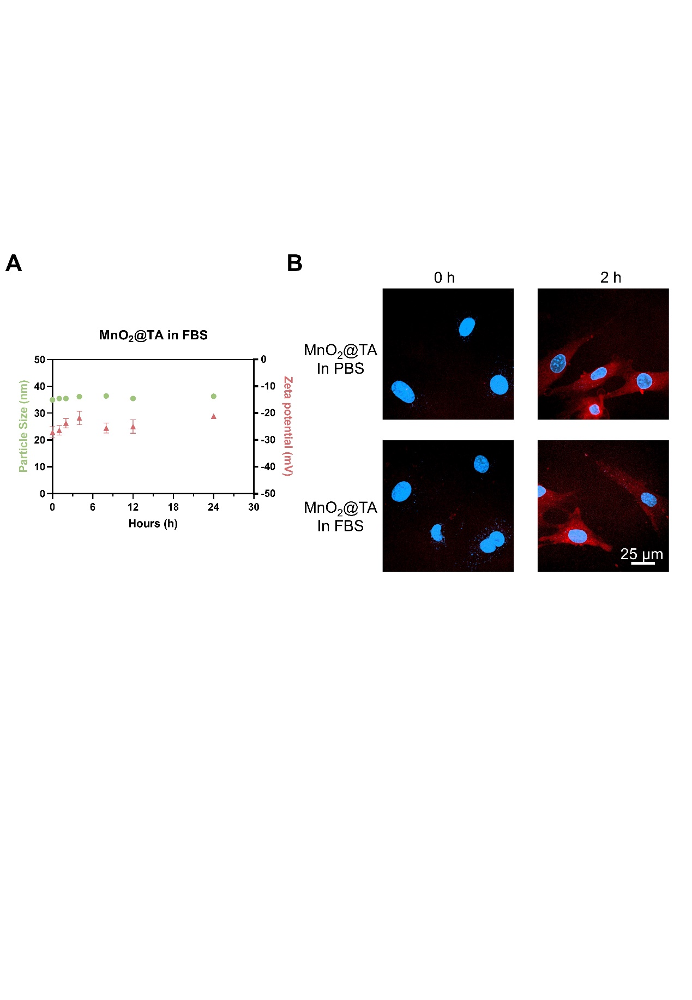 A
B
0 h
2 h
MnO₂@TA in FBS
MnO₂@TA
In PBS
Particle Size (nm)
50
40
30
20
10
0
0
-10
-20
-30
-40
-50
Zeta potential (mV)
0
6
12
18
24
30
Hours (h)
MnO₂@TA
In FBS
25 µm